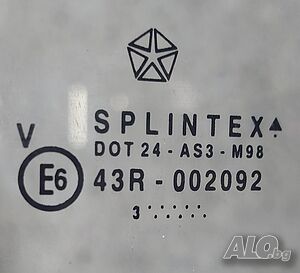 SPLINTEX
V
DOT 24 - AS3 - M98
E6
43R - 002092
3 ......
ALO.bg